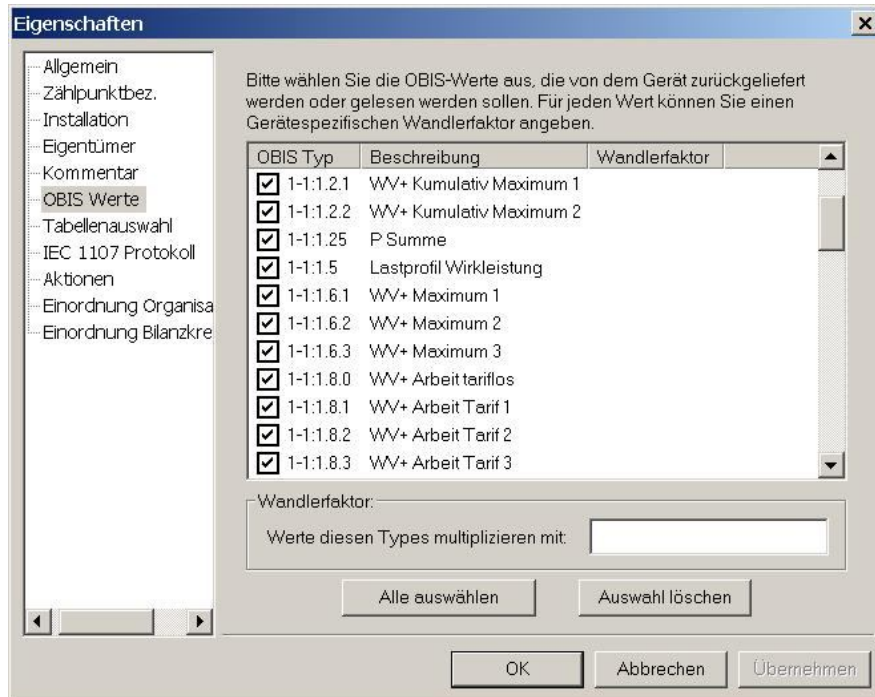 Eigenschaften
Allgemein
Zählpunktbez.
Installation
Eigentümer
Kommentar
OBIS Werte
Tabellenauswahl
IEC 1107 Protokoll
Aktionen
Einordnung Organisa
Einordnung Bilanzkre
Bitte wählen Sie die OBIS-Werte aus, die von dem Gerät zurückgeliefert
werden oder gelesen werden sollen. Für jeden Wert können Sie einen
Gerätespezifischen Wandlerfaktor angeben.
OBIS Typ Beschreibung Wandlerfaktor
1-1:1.2.1 WV+ Kumulativ Maximum 1
1-1:1.2.2 WV+ Kumulativ Maximum 2
1-1:1.25 P Summe
1-1:1.5 Lastprofil Wirkleistung
1-1:1.6.1 WV+ Maximum 1
1-1:1.6.2 WV+ Maximum 2
1-1:1.6.3 WV+ Maximum 3
1-1:1.8.0 WV+ Arbeit tariflos
1-1:1.8.1 WV+ Arbeit Tarif 1
1-1:1.8.2 WV+ Arbeit Tarif 2
1-1:1.8.3 WV+ Arbeit Tarif 3
Wandlerfaktor:
Werte diesen Types multiplizieren mit:
Alle auswählen Auswahl löschen
OK Abbrechen Übernehmen